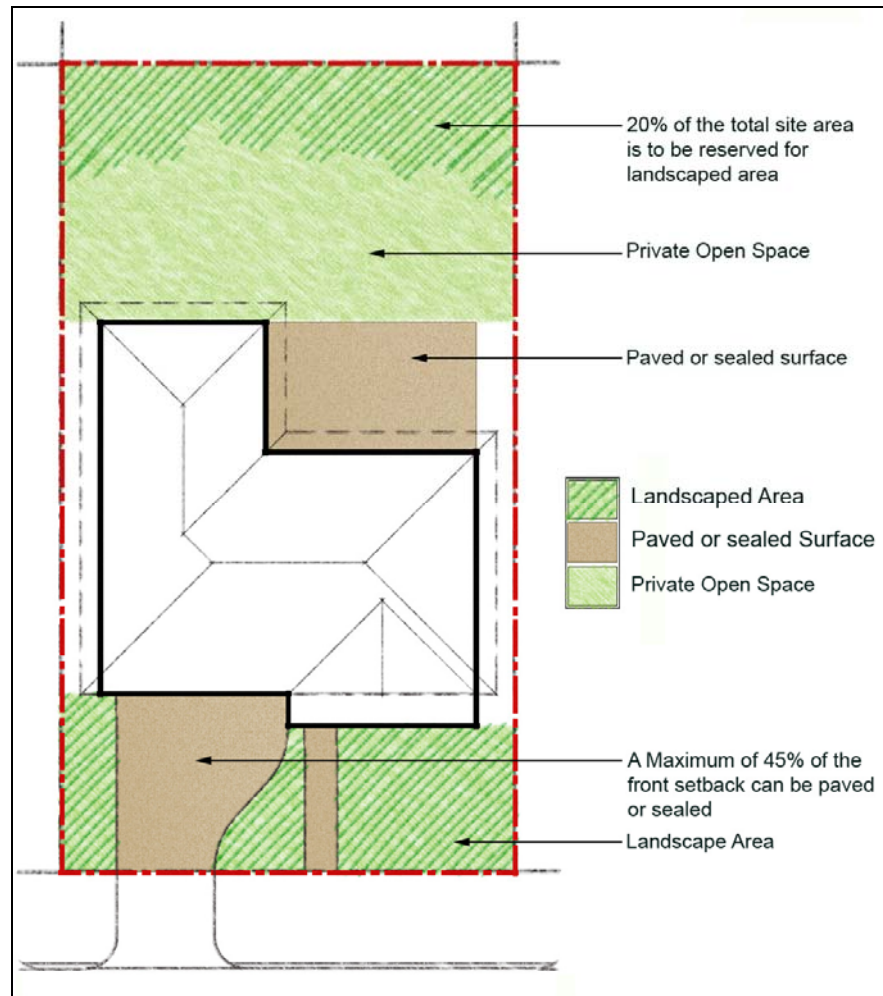 20% of the total site area
is to be reserved for
landscaped area
Private Open Space
Paved or sealed surface
Landscaped Area
Paved or sealed Surface
Private Open Space
A Maximum of 45% of the
front setback can be paved
or sealed
Landscape Area